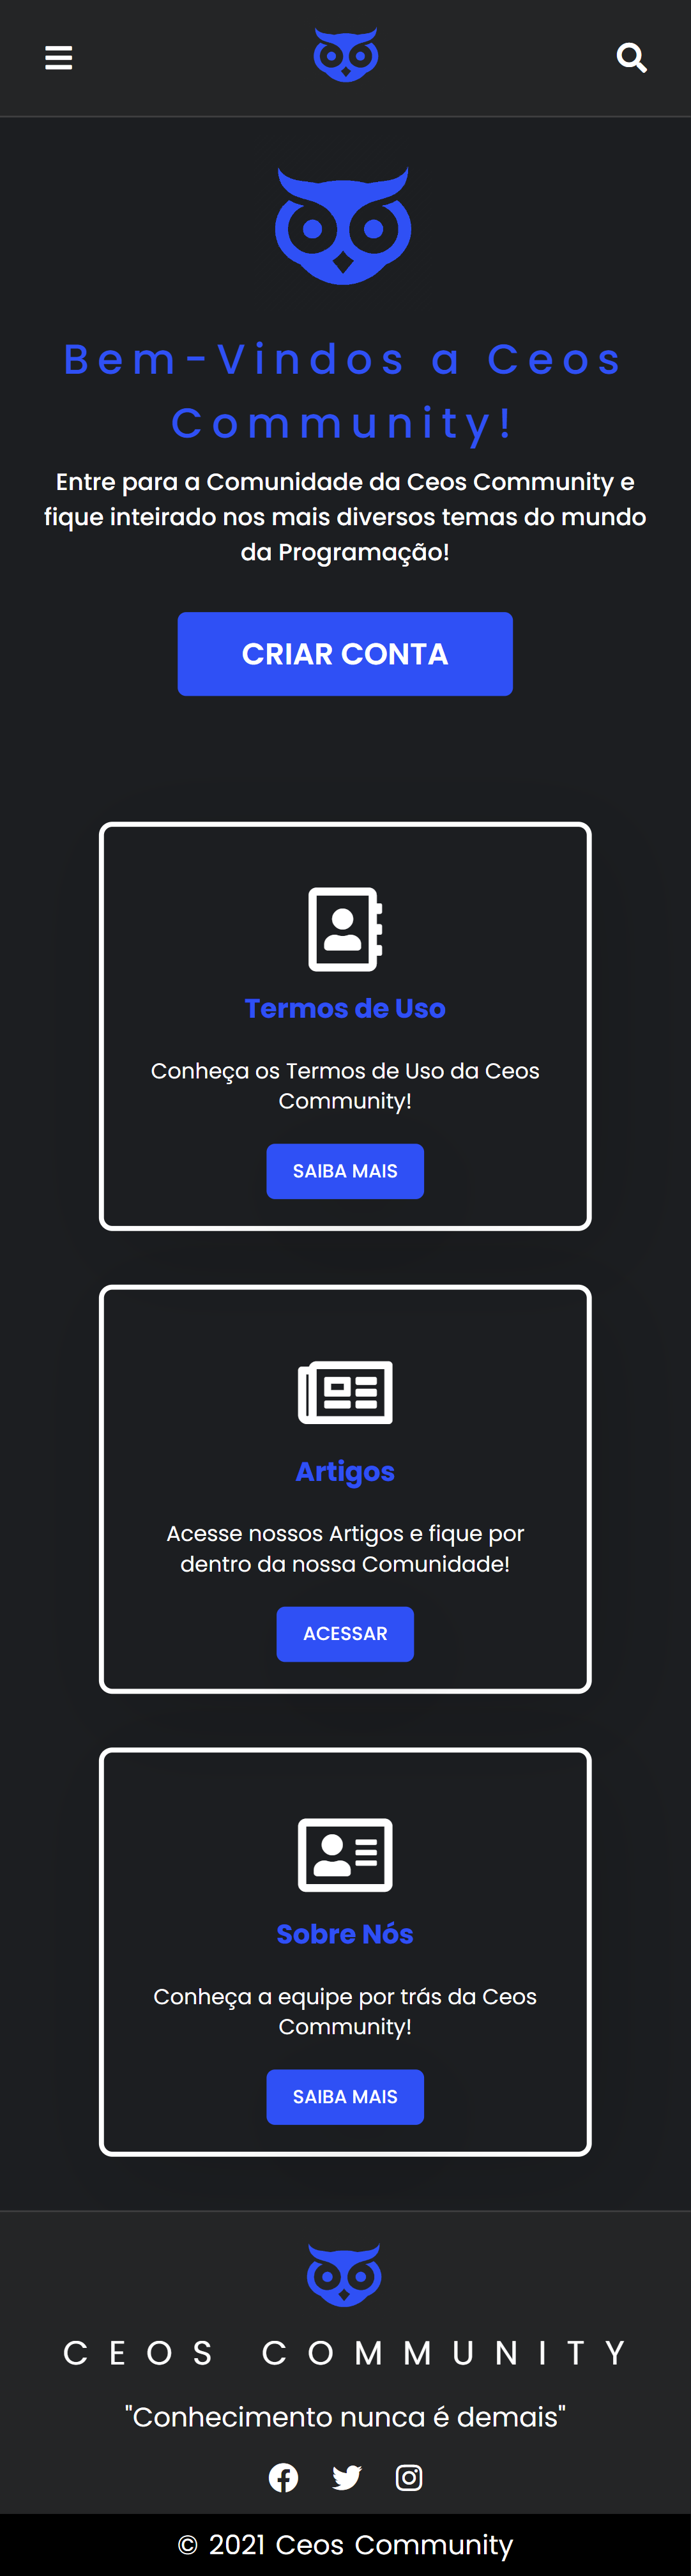 Bem-Vindos a Ceos
Community!
Entre para a Comunidade da Ceos Community e
fique inteirado nos mais diversos temas do mundo
da Programação!
CRIAR CONTA
Termos de Uso
Conheça os Termos de Uso da Ceos
Community!
SAIBA MAIS
Artigos
Acesse nossos Artigos e fique por
dentro da nossa Comunidade!
ACESSAR
Sobre Nós
Conheça a equipe por trás da Ceos
Community!
SAIBA MAIS
CEOS COMMUNITY
"Conhecimento nunca é demais"
© 2021 Ceos Community